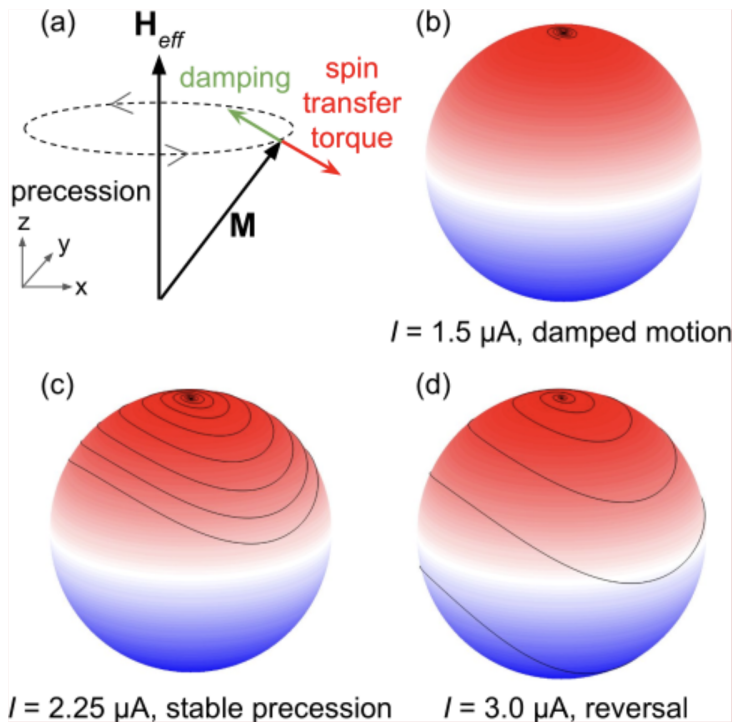 (a)
H_eff
damping
spin
transfer
torque
precession
M
z
y
x
(b)
I = 1.5 μA, damped motion
(c)
I = 2.25 μA, stable precession
(d)
I = 3.0 μA, reversal